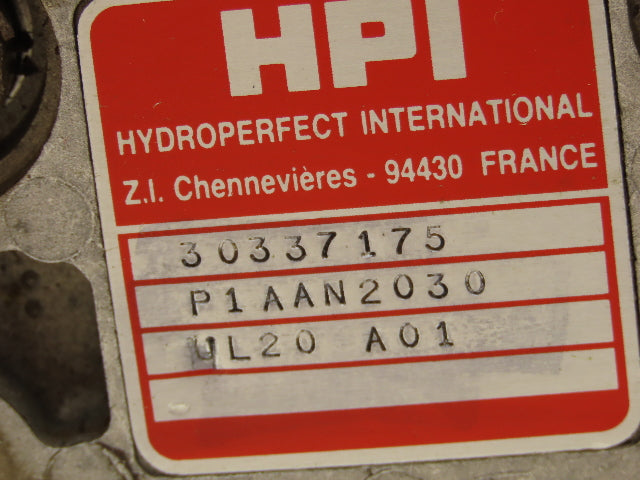 HPI
HYDROPERFECT INTERNATIONAL
Z.I. Chennevières - 94430 FRANCE
30337175
P1AAN2030
UL20 A01